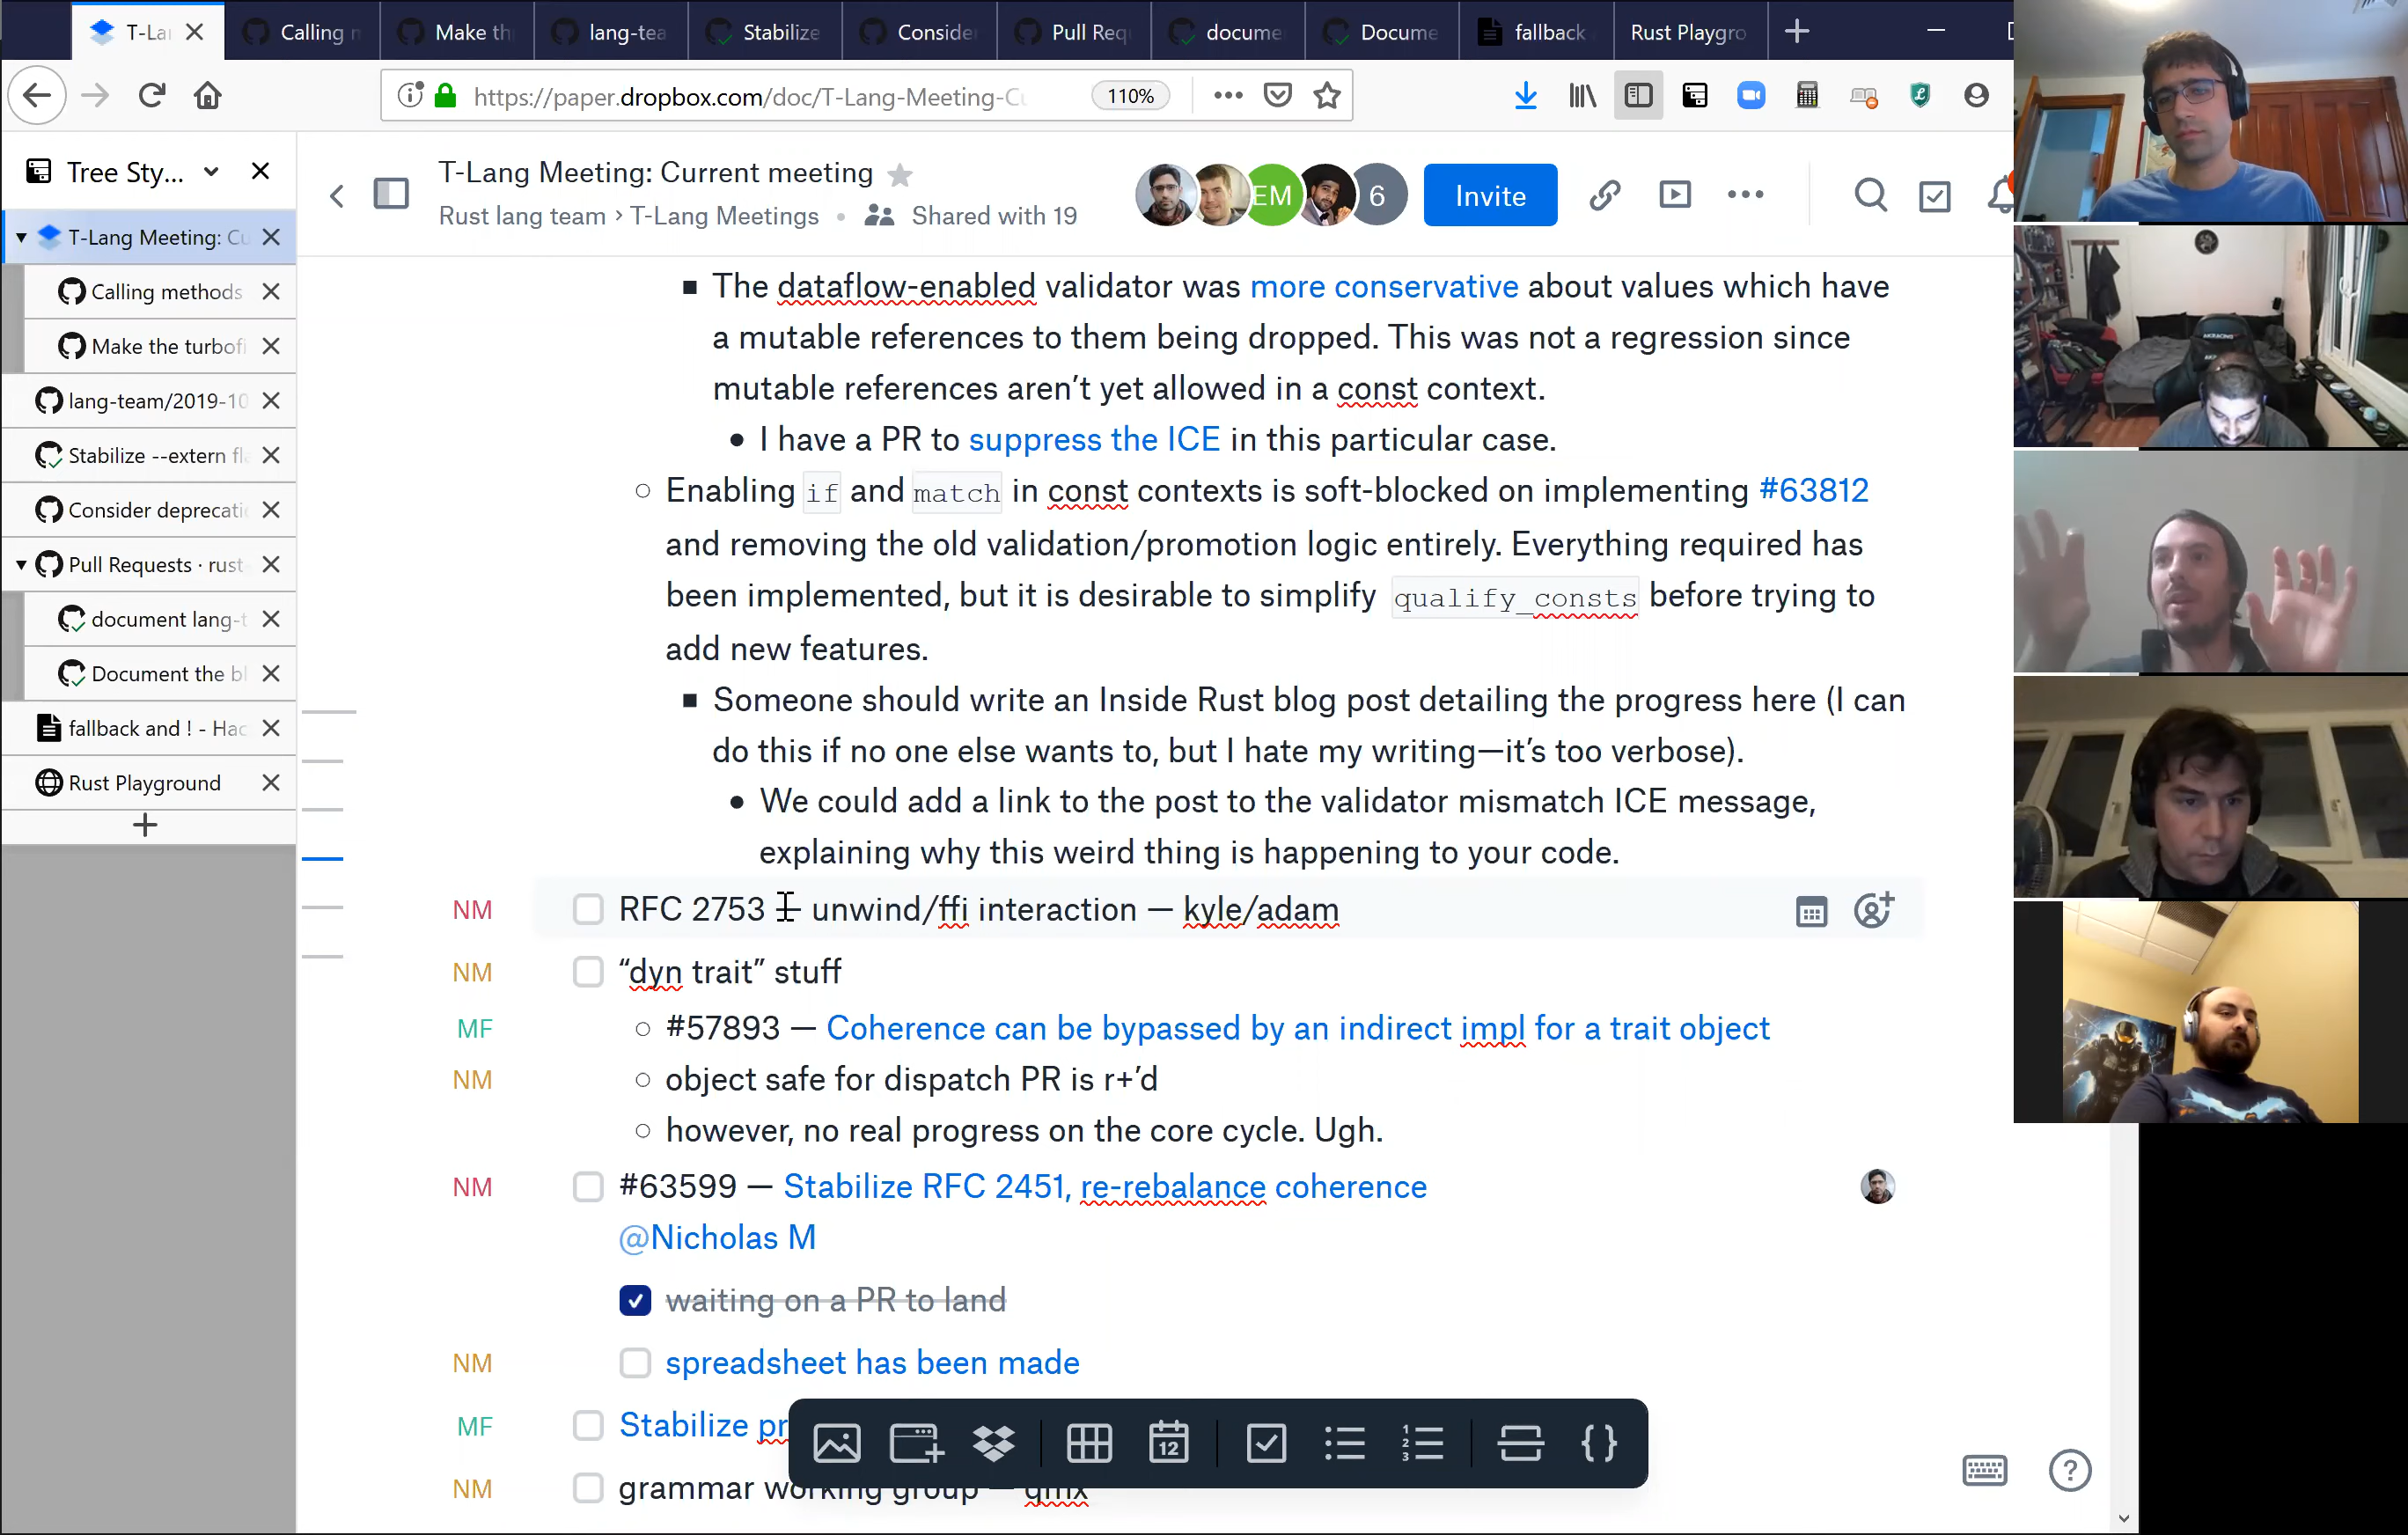 T-La
Calling m
Make th
lang-tea
Stabilize
Conside
Pull Req
docume
Docume
fallback
Rust Playgro
https://paper.dropbox.com/doc/T-Lang-Meeting-Cu
110%
Tree Sty...
T-Lang Meeting: Cu
Calling methods
Make the turbofi
lang-team/2019-10
Stabilize --extern fl
Consider deprecati
Pull Requests · rust
document lang-t
Document the bl
fallback and ! - Hac
Rust Playground
T-Lang Meeting: Current meeting
Rust lang team › T-Lang Meetings • Shared with 19
EM
6
Invite
The dataflow-enabled validator was more conservative about values which have
a mutable references to them being dropped. This was not a regression since
mutable references aren’t yet allowed in a const context.
I have a PR to suppress the ICE in this particular case.
Enabling if and match in const contexts is soft-blocked on implementing #63812
and removing the old validation/promotion logic entirely. Everything required has
been implemented, but it is desirable to simplify qualify_consts before trying to
add new features.
Someone should write an Inside Rust blog post detailing the progress here (I can
do this if no one else wants to, but I hate my writing—it’s too verbose).
We could add a link to the post to the validator mismatch ICE message,
explaining why this weird thing is happening to your code.
NM RFC 2753 — unwind/ffi interaction — kyle/adam
NM “dyn trait” stuff
MF #57893 — Coherence can be bypassed by an indirect impl for a trait object
NM object safe for dispatch PR is r+’d
however, no real progress on the core cycle. Ugh.
NM #63599 — Stabilize RFC 2451, re-rebalance coherence
@Nicholas M
waiting on a PR to land
NM spreadsheet has been made
MF Stabilize pr
12
NM grammar working group — qmx